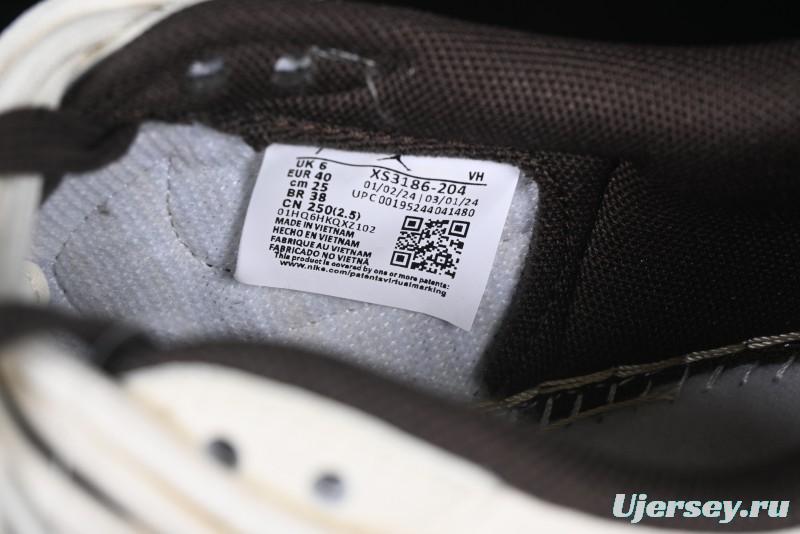 UK 6
EUR 40
cm 25
BR 38
CN 250(2.5)
01HQ6HKQXZ102
MADE IN VIETNAM
HECHO EN VIETNAM
FABRIQUE AU VIETNAM
FABRICADO NO VIETNÃ
This product is covered by one or more patents:
www.nike.com/patentsvirtualmarking
VH
XS3186-204
01/02/24 | 03/01/24
UPC 00195244041480
Ujersey.ru